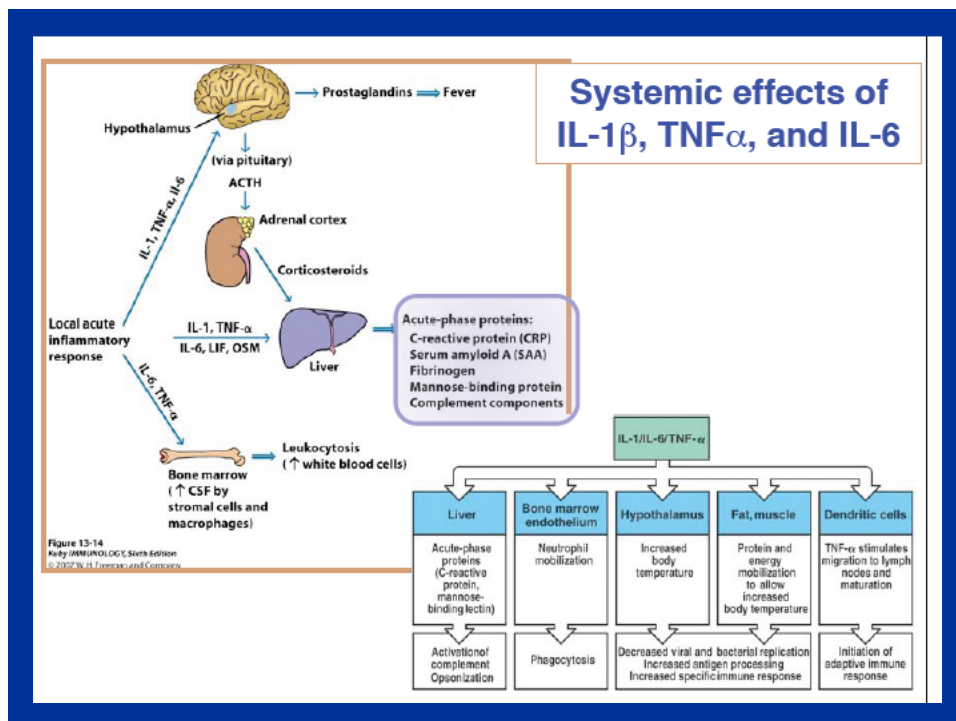 Systemic effects of
IL-1β, TNFα, and IL-6
Prostaglandins
Fever
Hypothalamus
(via pituitary)
ACTH
IL-1, TNF-α, Il-6
Adrenal cortex
Corticosteroids
Local acute
inflammatory
response
IL-1, TNF-α
IL-6, LIF, OSM
Liver
Acute-phase proteins:
C-reactive protein (CRP)
Serum amyloid A (SAA)
Fibrinogen
Mannose-binding protein
Complement components
IL-6, TNF-α
Bone marrow
(↑ CSF by
stromal cells and
macrophages)
Leukocytosis
(↑ white blood cells)
Figure 13-14
Kuby IMMUNOLOGY, Sixth Edition
© 2007 W. H. Freeman and Company
IL-1/IL-6/TNF-α
Liver
Bone marrow
endothelium
Hypothalamus
Fat, muscle
Dendritic cells
Acute-phase
proteins
(C-reactive
protein,
mannose-
binding lectin)
Neutrophil
mobilization
Increased
body
temperature
Protein and
energy
mobilization
to allow
increased
body temperature
TNF-α stimulates
migration to lymph
nodes and
maturation
Activationof
complement
Opsonization
Phagocytosis
Decreased viral and bacterial replication
Increased antigen processing
Increased specific immune response
Initiation of
adaptive immune
response